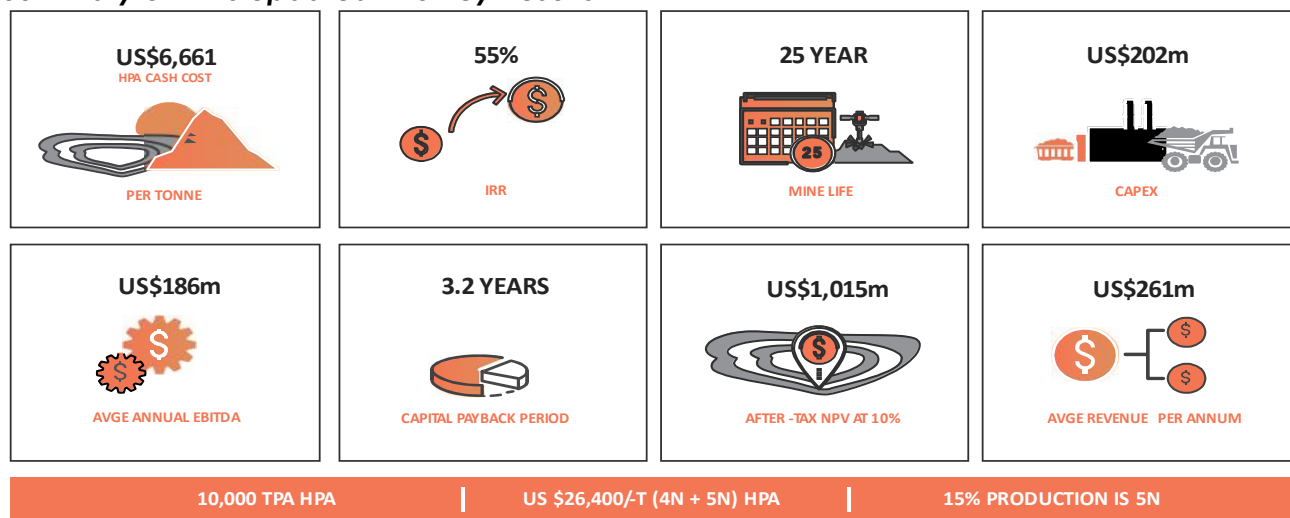 US$6,661
HPA CASH COST
PER TONNE
55%
IRR
25 YEAR
25
MINE LIFE
US$202m
CAPEX
US$186m
$
$
AVGE ANNUAL EBITDA
3.2 YEARS
CAPITAL PAYBACK PERIOD
US$1,015m
$
AFTER -TAX NPV AT 10%
US$261m
$
$
$
AVGE REVENUE PER ANNUM
10,000 TPA HPA | US $26,400/-T (4N + 5N) HPA | 15% PRODUCTION IS 5N